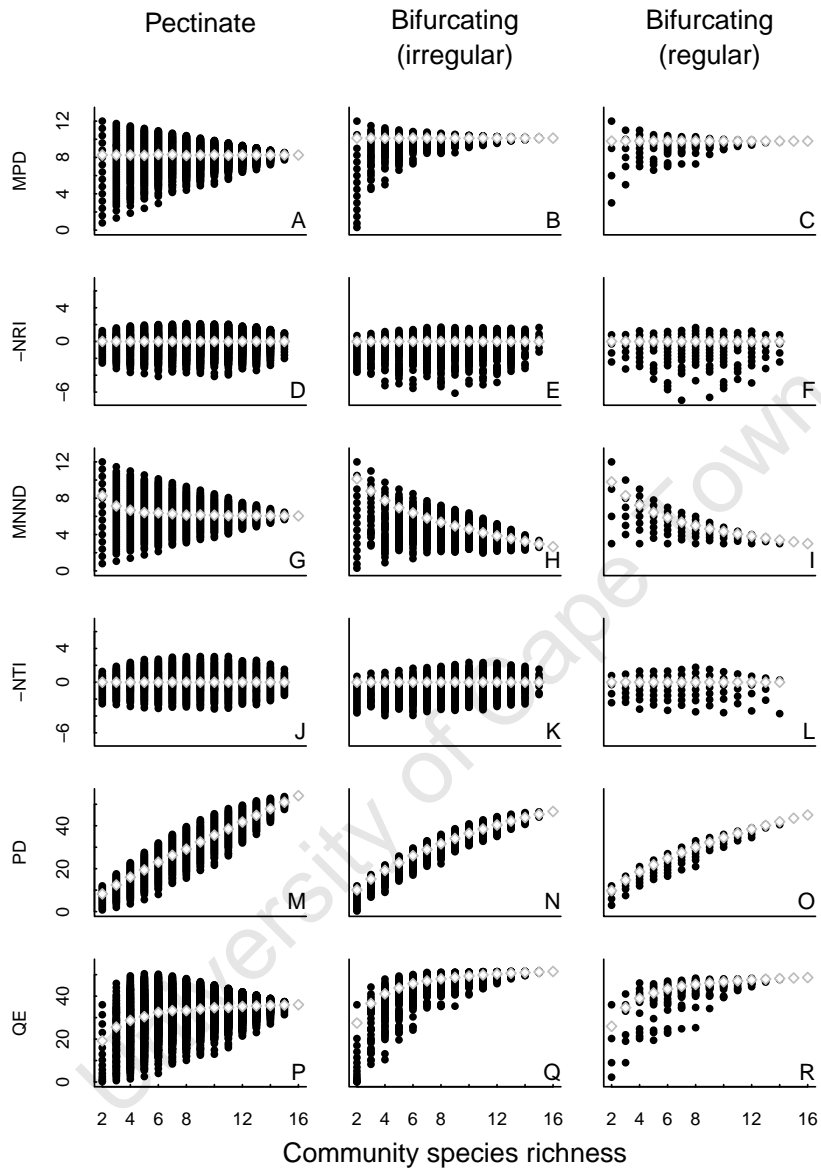 Pectinate
Bifurcating
(irregular)
Bifurcating
(regular)
MPD
0 4 8 12
A
B
C
−NRI
−6 0 4
D
E
F
MNND
0 4 8 12
G
H
I
−NTI
−6 0 4
J
K
L
PD
0 20 40
M
N
O
QE
0 20 40
P
Q
R
2 4 6 8 12 16
2 4 6 8 12 16
2 4 6 8 12 16
Community species richness
University of Cape Town